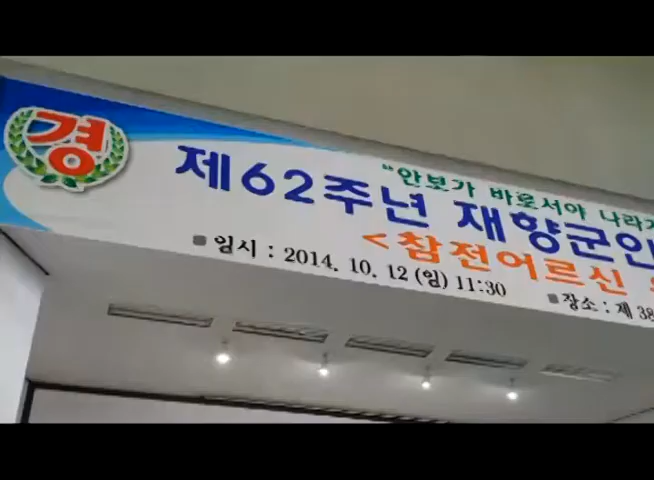 경
"안보가 바로서야 나라가
제62주년 재향군인
<참전어르신
■일시 : 2014. 10. 12 (일) 11:30
■장소 : 제 38